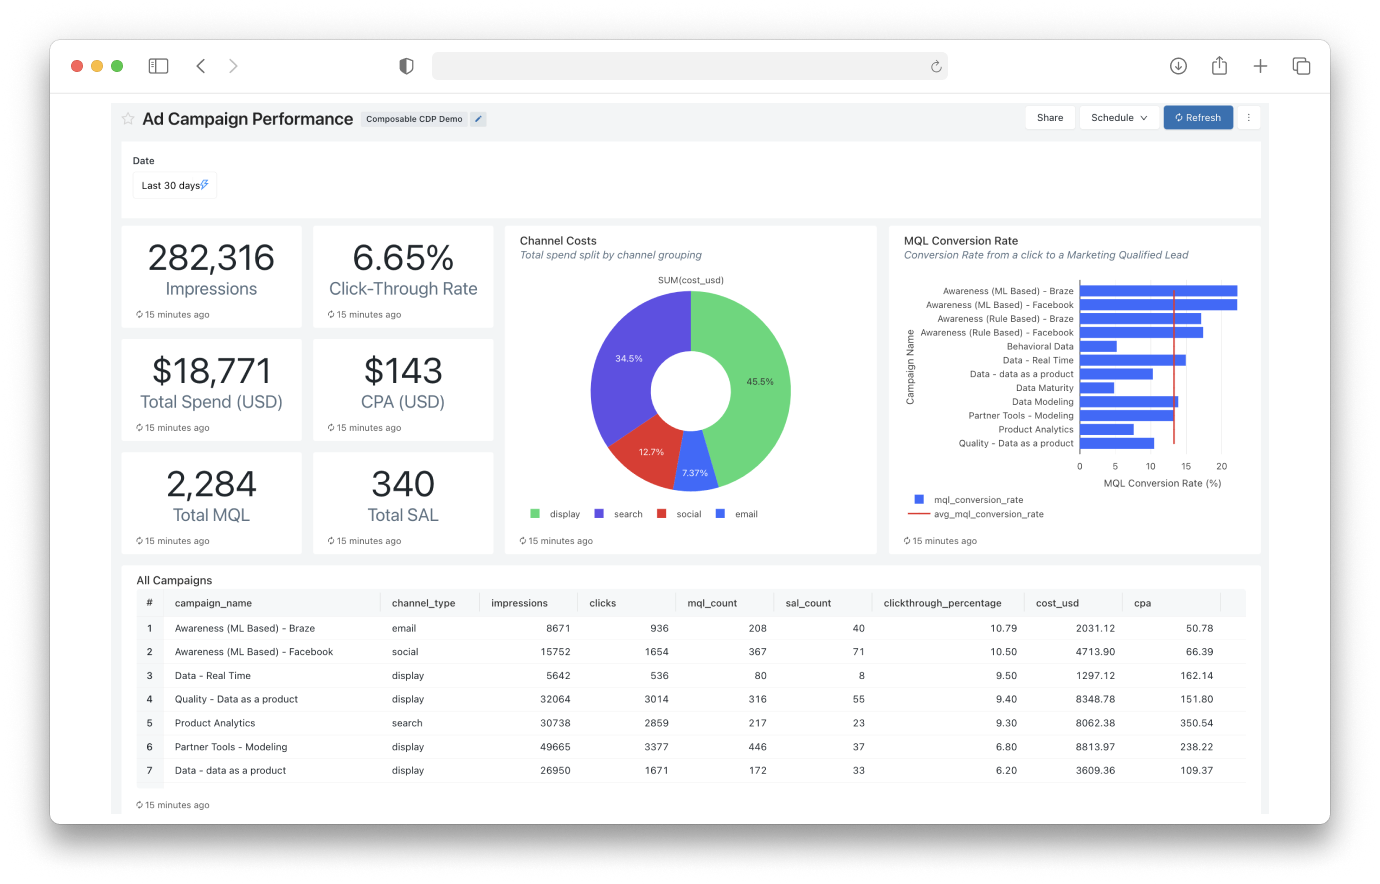 Ad Campaign Performance
Composable CDP Demo
Share
Schedule
Refresh
Date
Last 30 days
282,316
Impressions
15 minutes ago
6.65%
Click-Through Rate
15 minutes ago
$18,771
Total Spend (USD)
15 minutes ago
$143
CPA (USD)
15 minutes ago
2,284
Total MQL
15 minutes ago
340
Total SAL
15 minutes ago
Channel Costs
Total spend split by channel grouping
SUM(cost_usd)
34.5%
45.5%
12.7%
7.37%
display search social email
15 minutes ago
MQL Conversion Rate
Conversion Rate from a click to a Marketing Qualified Lead
Campaign Name
Awareness (ML Based) - Braze
Awareness (ML Based) - Facebook
Awareness (Rule Based) - Braze
Awareness (Rule Based) - Facebook
Behavioral Data
Data - Real Time
Data - data as a product
Data Maturity
Data Modeling
Partner Tools - Modeling
Product Analytics
Quality - Data as a product
0 5 10 15 20
MQL Conversion Rate (%)
mql_conversion_rate
avg_mql_conversion_rate
15 minutes ago
All Campaigns
# campaign_name channel_type impressions clicks mql_count sal_count clickthrough_percentage cost_usd cpa
1 Awareness (ML Based) - Braze email 8671 936 208 40 10.79 2031.12 50.78
2 Awareness (ML Based) - Facebook social 15752 1654 367 71 10.50 4713.90 66.39
3 Data - Real Time display 5642 536 80 8 9.50 1297.12 162.14
4 Quality - Data as a product display 32064 3014 316 55 9.40 8348.78 151.80
5 Product Analytics search 30738 2859 217 23 9.30 8062.38 350.54
6 Partner Tools - Modeling display 49665 3377 446 37 6.80 8813.97 238.22
7 Data - data as a product display 26950 1671 172 33 6.20 3609.36 109.37
15 minutes ago